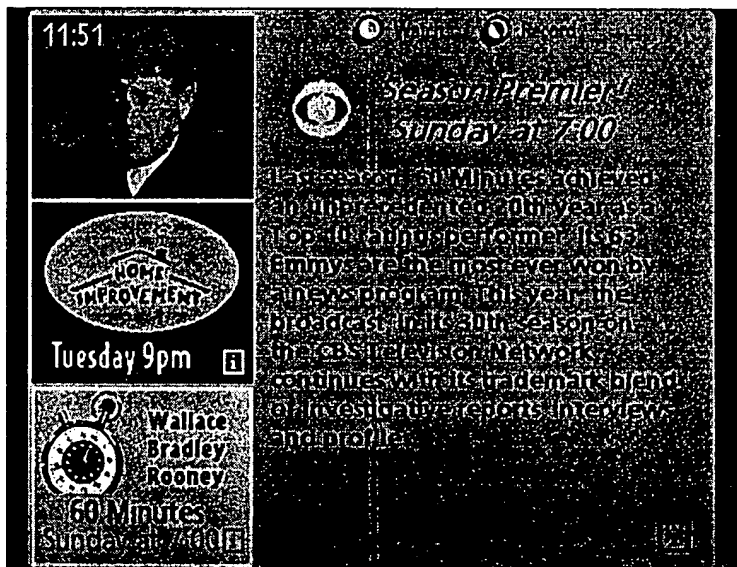 11:51
HOME
IMPROVEMENT
Tuesday 9pm i
Wallace
Bradley
Rooney
60 Minutes
Sunday at 7:00 i
Watch Record
Season Premier!
Sunday at 7:00
Last season, 60 Minutes achieved
an unprecedented 20th year as a
Top 10 ratings performer. Its 63
Emmys are the most ever won by
a news program. This year the
broadcast, in its 30th season on
the CBS Television Network,
continues with its trademark blend
of investigative reports, interviews
and profiles